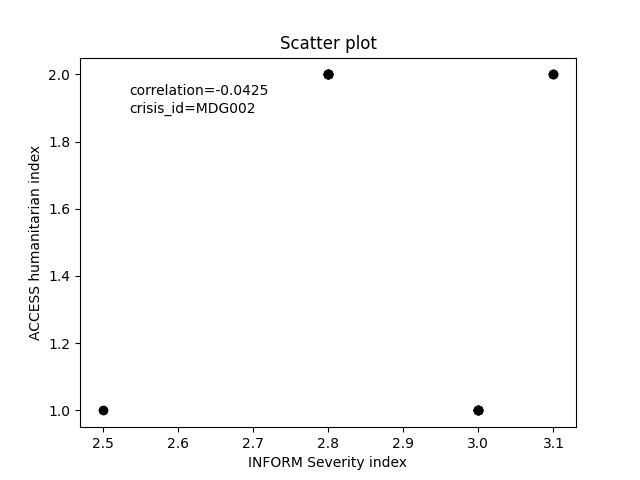 Scatter plot
correlation=-0.0425
crisis_id=MDG002
ACCESS humanitarian index
2.0
1.8
1.6
1.4
1.2
1.0
2.5 2.6 2.7 2.8 2.9 3.0 3.1
INFORM Severity index